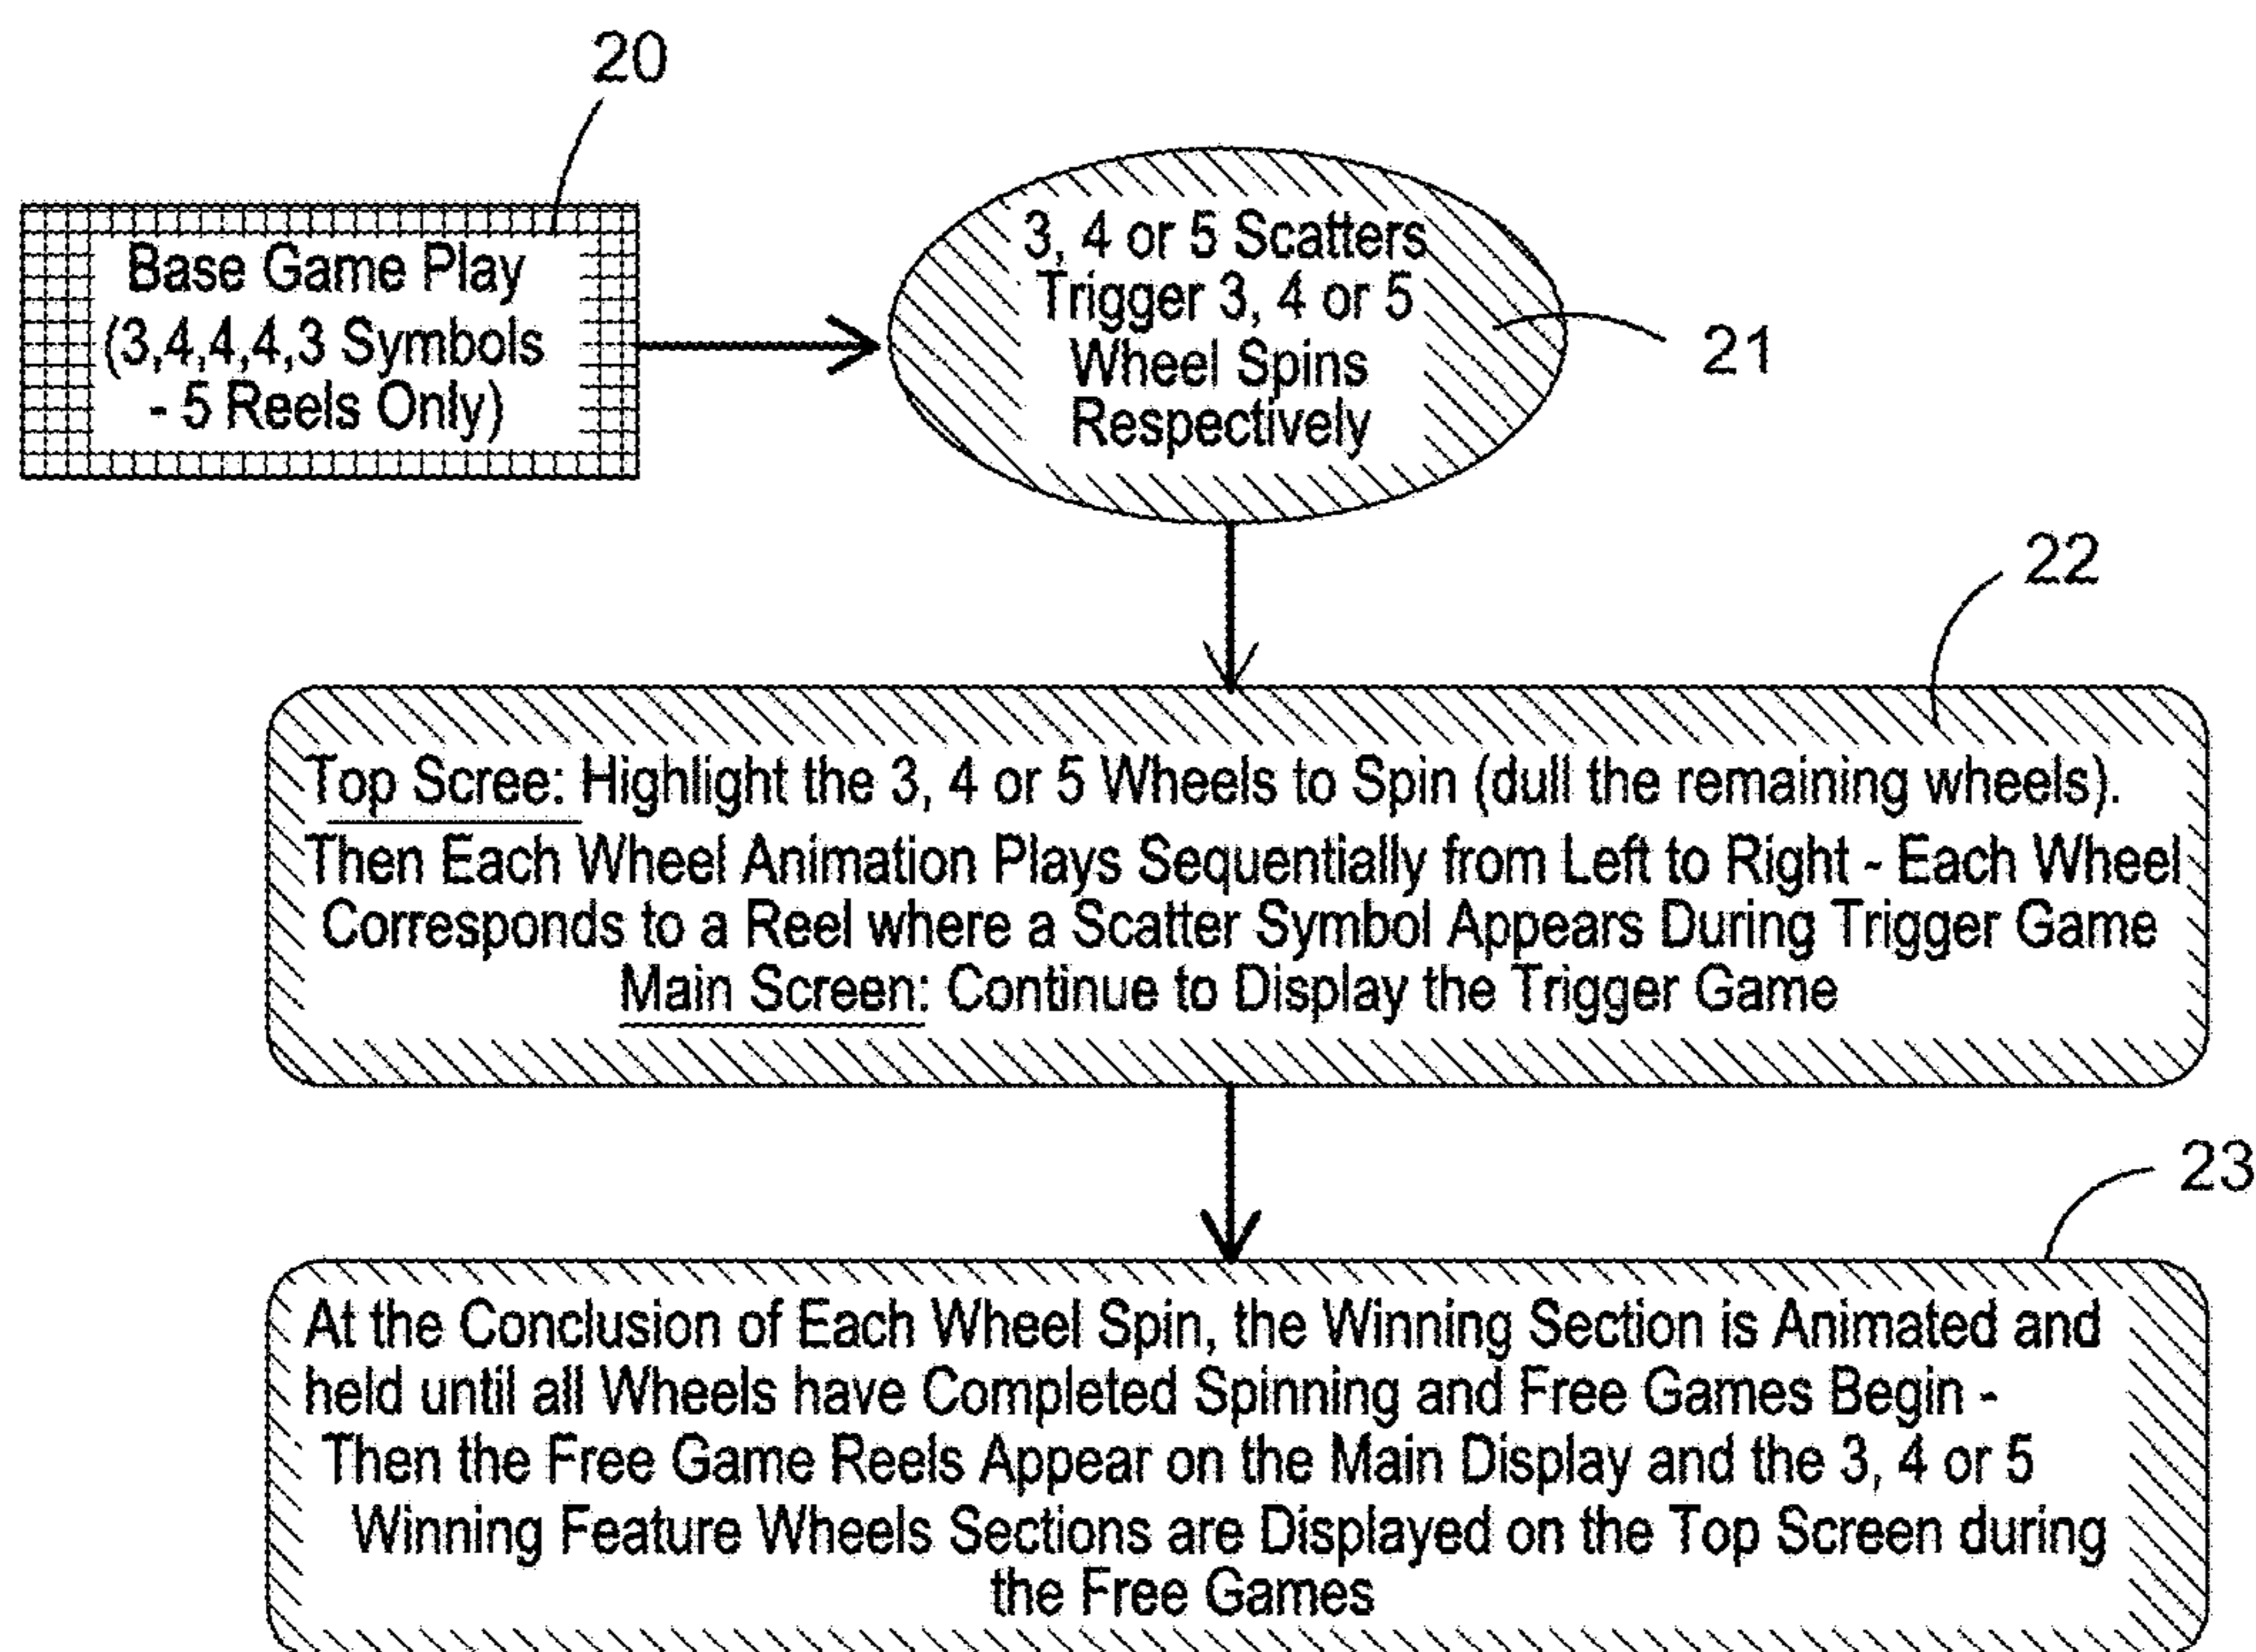 20
Base Game Play
(3,4,4,4,3 Symbols
- 5 Reels Only)
3, 4 or 5 Scatters
Trigger 3, 4 or 5
Wheel Spins
Respectively
21
22
Top Scree: Highlight the 3, 4 or 5 Wheels to Spin (dull the remaining wheels).
Then Each Wheel Animation Plays Sequentially from Left to Right - Each Wheel
Corresponds to a Reel where a Scatter Symbol Appears During Trigger Game
Main Screen: Continue to Display the Trigger Game
23
At the Conclusion of Each Wheel Spin, the Winning Section is Animated and
held until all Wheels have Completed Spinning and Free Games Begin -
Then the Free Game Reels Appear on the Main Display and the 3, 4 or 5
Winning Feature Wheels Sections are Displayed on the Top Screen during
the Free Games